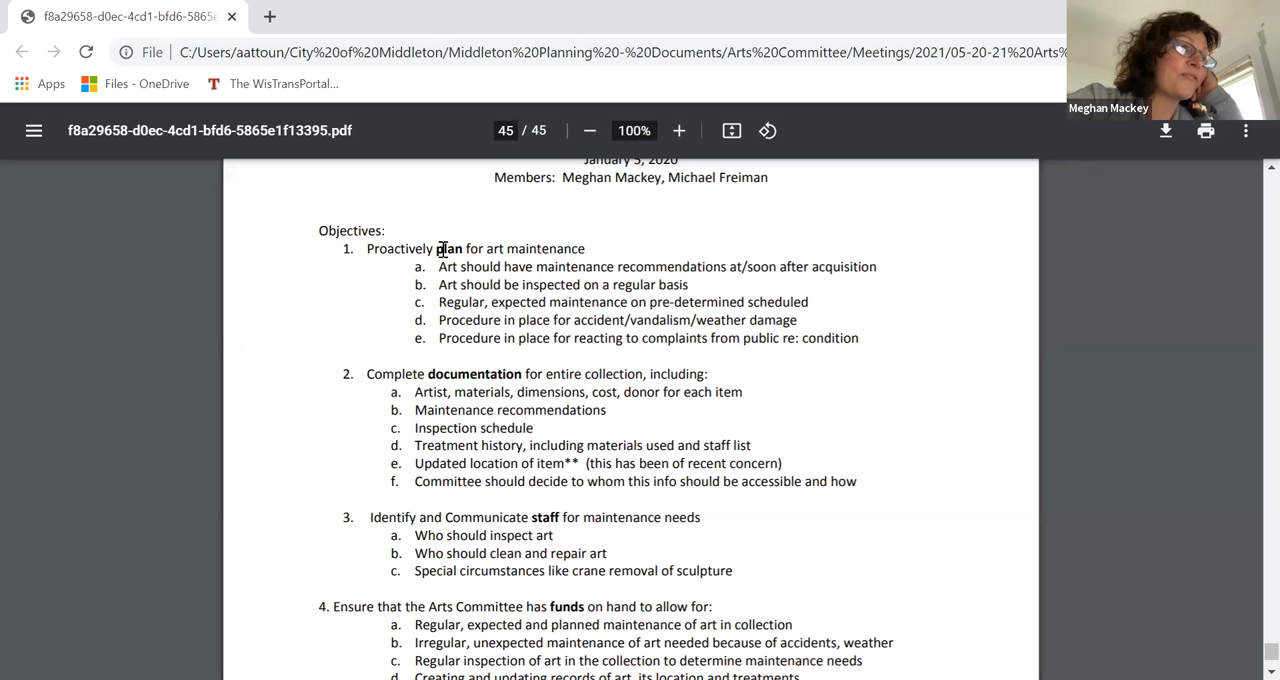 f8a29658-d0ec-4cd1-bfd6-5865e
File
C:/Users/aattoun/City%20of%20Middleton/Middleton%20Planning%20-%20Documents/Arts%20Committee/Meetings/2021/05-20-21%20Arts%
Apps
Files - OneDrive
The WisTransPortal...
Meghan Mackey
f8a29658-d0ec-4cd1-bfd6-5865e1f13395.pdf
45 / 45
100%
January 5, 2020
Members: Meghan Mackey, Michael Freiman
Objectives:
1. Proactively plan for art maintenance
a. Art should have maintenance recommendations at/soon after acquisition
b. Art should be inspected on a regular basis
c. Regular, expected maintenance on pre-determined scheduled
d. Procedure in place for accident/vandalism/weather damage
e. Procedure in place for reacting to complaints from public re: condition
2. Complete documentation for entire collection, including:
a. Artist, materials, dimensions, cost, donor for each item
b. Maintenance recommendations
c. Inspection schedule
d. Treatment history, including materials used and staff list
e. Updated location of item** (this has been of recent concern)
f. Committee should decide to whom this info should be accessible and how
3. Identify and Communicate staff for maintenance needs
a. Who should inspect art
b. Who should clean and repair art
c. Special circumstances like crane removal of sculpture
4. Ensure that the Arts Committee has funds on hand to allow for:
a. Regular, expected and planned maintenance of art in collection
b. Irregular, unexpected maintenance of art needed because of accidents, weather
c. Regular inspection of art in the collection to determine maintenance needs
d. Creating and updating records of art, its location and treatments